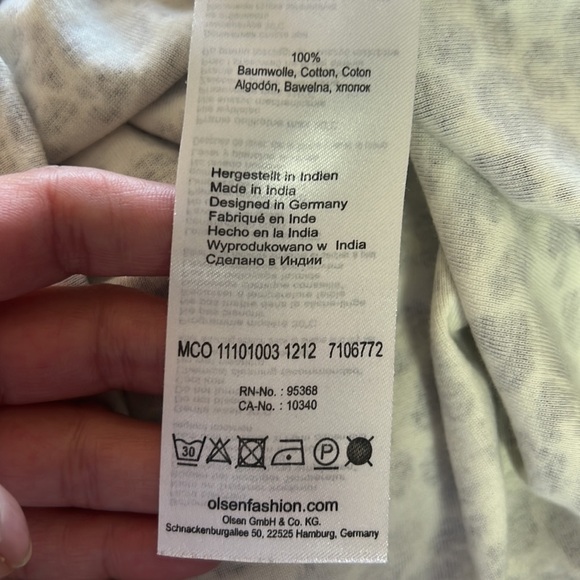 100%
Baumwolle, Cotton, Coton
Algodón, Bawelna, хлопок
Hergestellt in Indien
Made in India
Designed in Germany
Fabriqué en Inde
Hecho en la India
Wyprodukowano w India
Сделано в Индии
MCO 11101003 1212 7106772
RN-No. : 95368
CA-No. : 10340
30 P
olsenfashion.com
Olsen GmbH & Co. KG.
Schnackenburgallee 50, 22525 Hamburg, Germany